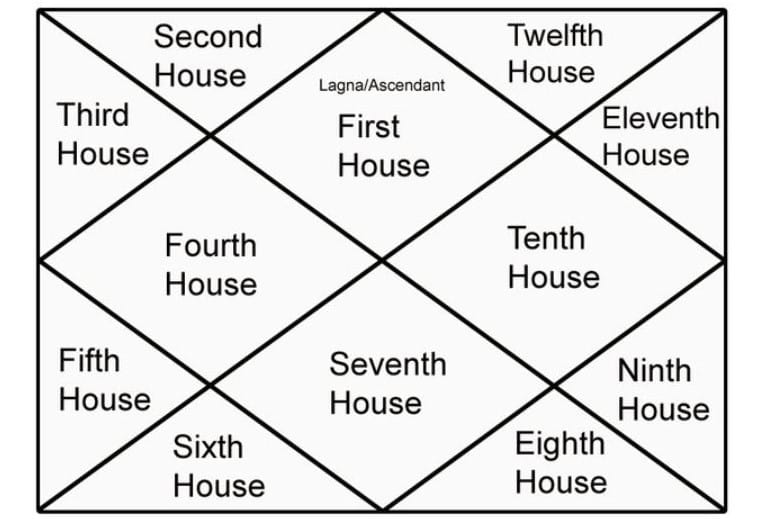 Second
House
Twelfth
House
Lagna/Ascendant
First
House
Third
House
Eleventh
House
Fourth
House
Tenth
House
Fifth
House
Seventh
House
Ninth
House
Sixth
House
Eighth
House